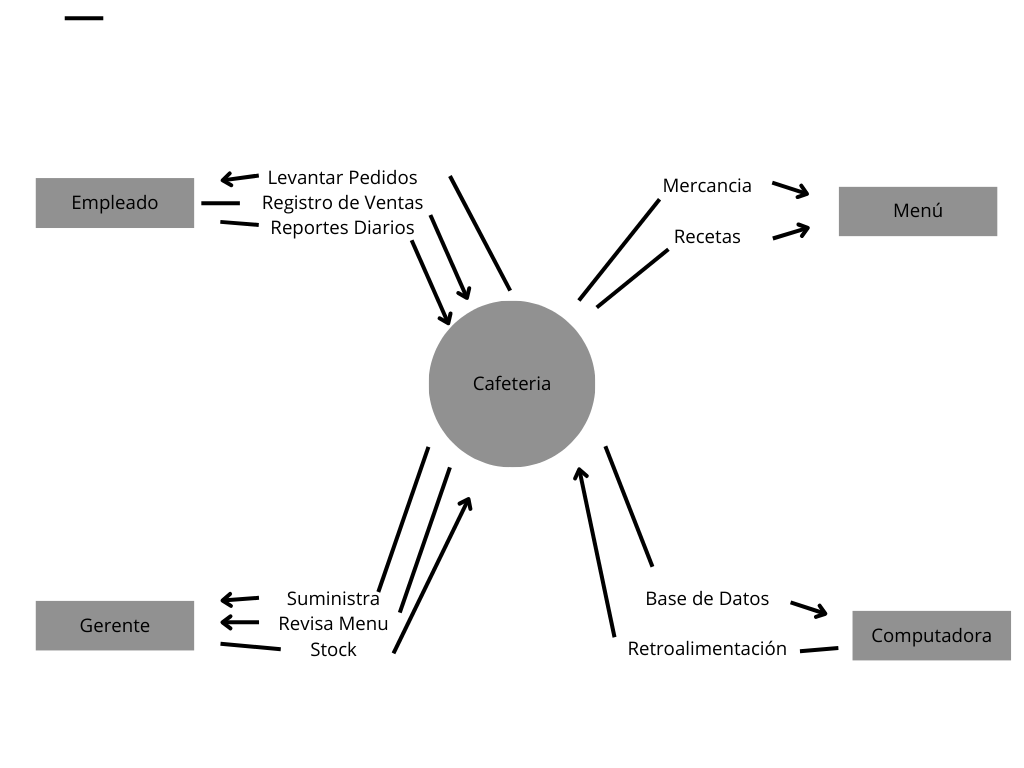 Levantar Pedidos
Empleado
Registro de Ventas
Reportes Diarios
Mercancia
Menú
Recetas
Cafeteria
Suministra
Gerente
Revisa Menu
Stock
Base de Datos
Computadora
Retroalimentación